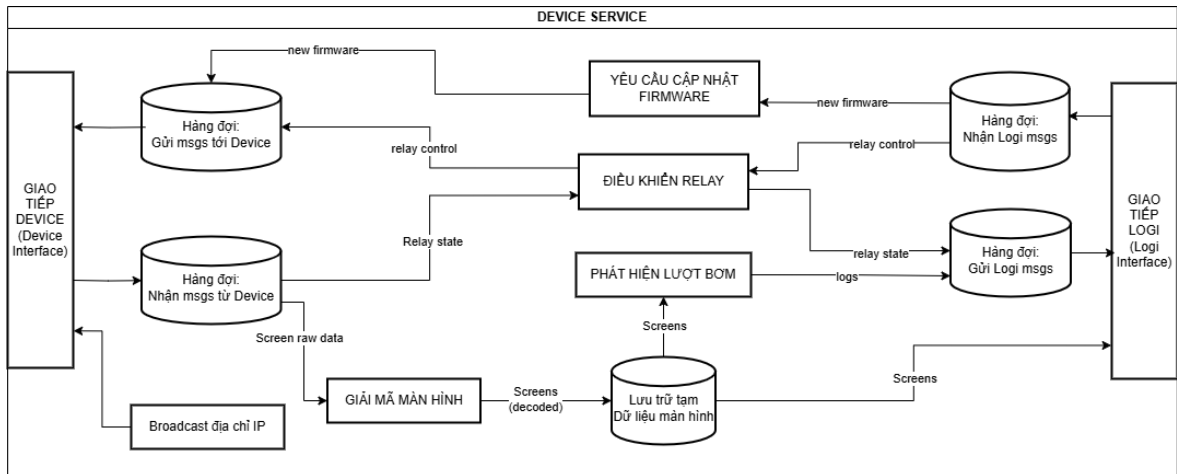 DEVICE SERVICE
new firmware
YÊU CẦU CẬP NHẬT
FIRMWARE
new firmware
Hàng đợi:
Gửi msgs tới Device
Hàng đợi:
Nhận Logi msgs
relay control
relay control
ĐIỀU KHIỂN RELAY
GIAO
TIẾP
DEVICE
(Device
Interface)
GIAO
TIẾP
LOGI
(Logi
Interface)
Relay state
relay state
Hàng đợi:
Nhận msgs từ Device
PHÁT HIỆN LƯỢT BƠM
logs
Hàng đợi:
Gửi Logi msgs
Screen raw data
Screens
GIẢI MÃ MÀN HÌNH
Screens
(decoded)
Lưu trữ tạm
Dữ liệu màn hình
Screens
Broadcast địa chỉ IP